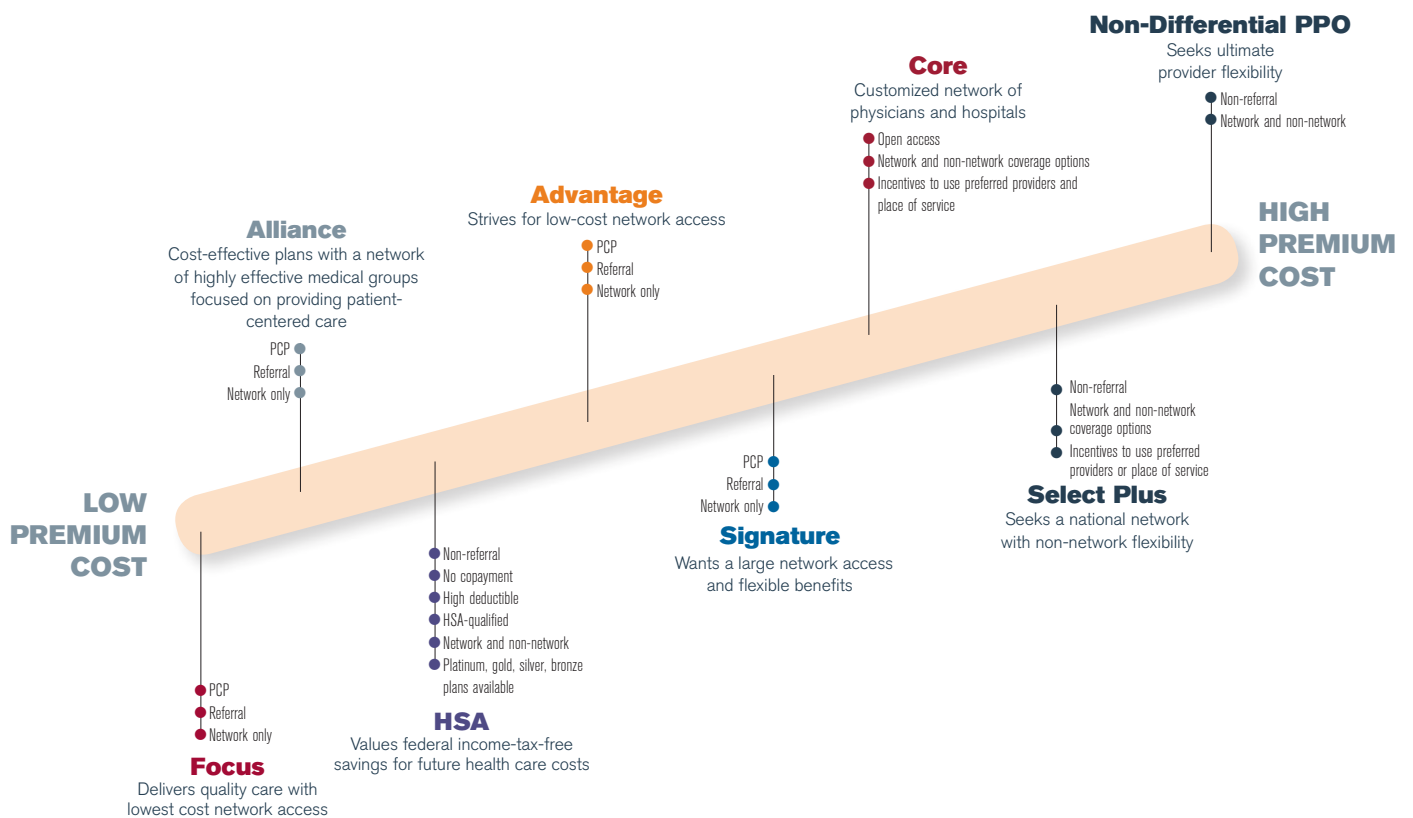 Non-Differential PPO
Seeks ultimate
provider flexibility
Non-referral
Network and non-network
Core
Customized network of
physicians and hospitals
Open access
Network and non-network coverage options
Incentives to use preferred providers and
place of service
HIGH
PREMIUM
COST
Advantage
Strives for low-cost network access
PCP
Referral
Network only
Alliance
Cost-effective plans with a network
of highly effective medical groups
focused on providing patient-
centered care
PCP
Referral
Network only
LOW
PREMIUM
COST
PCP
Referral
Network only
Focus
Delivers quality care with
lowest cost network access
Non-referral
No copayment
High deductible
HSA-qualified
Network and non-network
Platinum, gold, silver, bronze
plans available
HSA
Values federal income-tax-free
savings for future health care costs
PCP
Referral
Network only
Signature
Wants a large network access
and flexible benefits
Non-referral
Network and non-network
coverage options
Incentives to use preferred
providers or place of service
Select Plus
Seeks a national network
with non-network flexibility